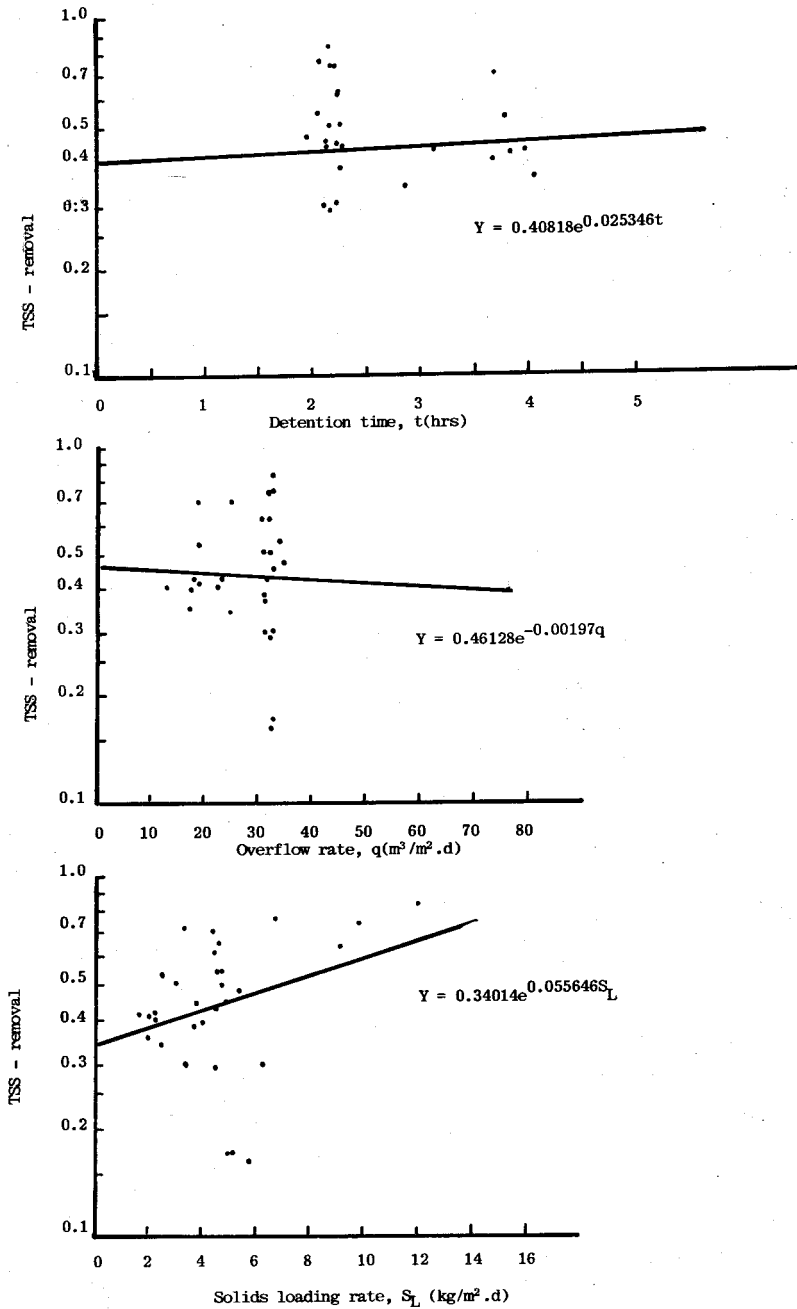 1.0
0.7
0.5
0.4
0.3
0.2
0.1
TSS - removal
Y = 0.40818e^0.025346t
0 1 2 3 4 5
Detention time, t(hrs)
1.0
0.7
0.5
0.4
0.3
0.2
0.1
TSS - removal
Y = 0.46128e^-0.00197q
0 10 20 30 40 50 60 70 80
Overflow rate, q(m³/m².d)
1.0
0.7
0.5
0.4
0.3
0.2
0.1
TSS - removal
Y = 0.34014e^0.055646S_L
0 2 4 6 8 10 12 14 16
Solids loading rate, S_L (kg/m².d)